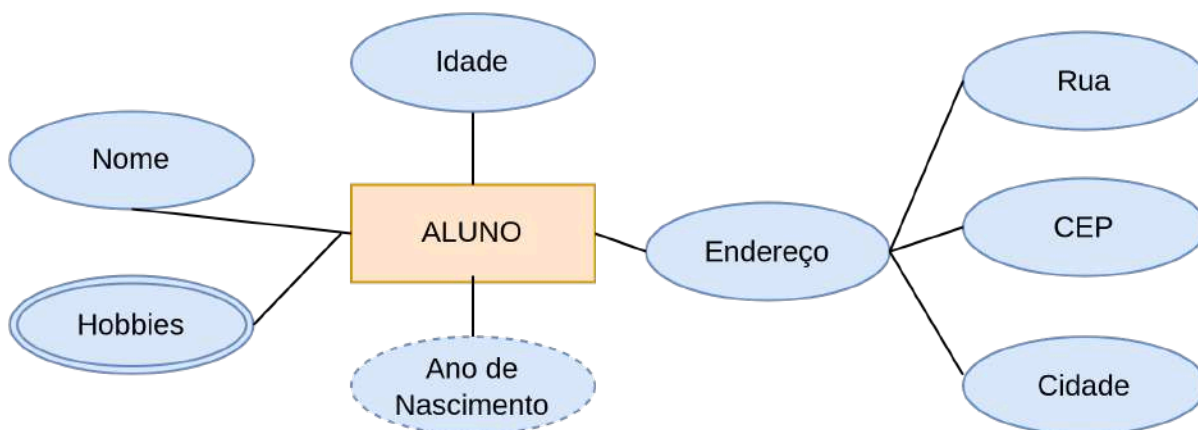 Idade
Rua
Nome
ALUNO
Endereço
CEP
Hobbies
Ano de
Nascimento
Cidade